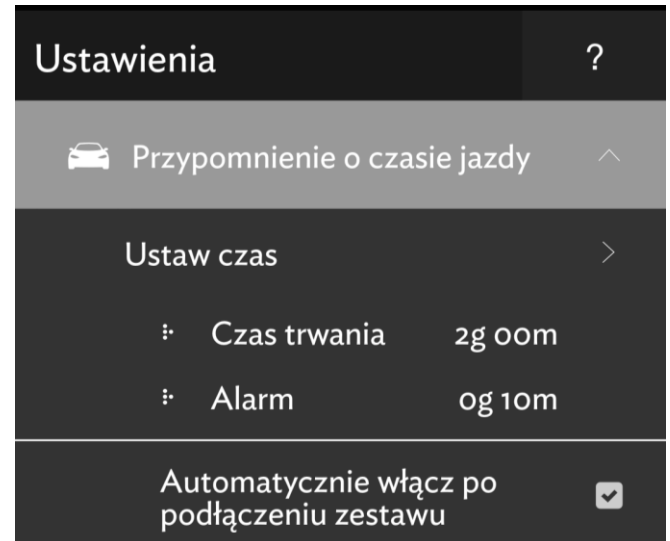 Ustawienia ?
Przypomnienie o czasie jazdy
Ustaw czas
Czas trwania 2g 00m
Alarm 0g 10m
Automatycznie włącz po
podłączeniu zestawu